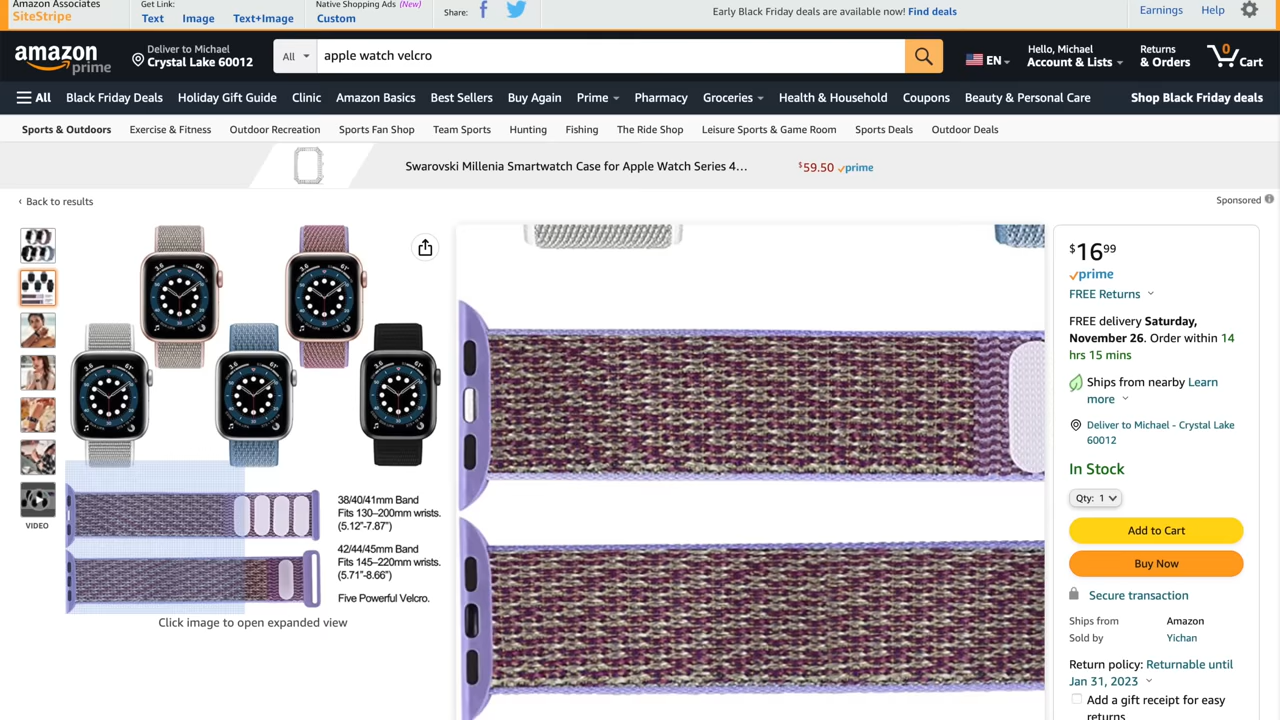 Amazon Associates
SiteStripe
Get Link:
Text Image Text+Image
Native Shopping Ads (New)
Custom
Share:
Early Black Friday deals are available now! Find deals
Earnings Help
amazon
prime
Deliver to Michael
Crystal Lake 60012
All
apple watch velcro
EN
Hello, Michael
Account & Lists
Returns
& Orders
0
Cart
All Black Friday Deals Holiday Gift Guide Clinic Amazon Basics Best Sellers Buy Again Prime Pharmacy Groceries Health & Household Coupons Beauty & Personal Care Shop Black Friday deals
Sports & Outdoors Exercise & Fitness Outdoor Recreation Sports Fan Shop Team Sports Hunting Fishing The Ride Shop Leisure Sports & Game Room Sports Deals Outdoor Deals
Swarovski Millenia Smartwatch Case for Apple Watch Series 4... $59.50 prime
‹ Back to results
Sponsored
VIDEO
38/40/41mm Band
Fits 130–200mm wrists.
(5.12"-7.87")
42/44/45mm Band
Fits 145–220mm wrists.
(5.71"-8.66")
Five Powerful Velcro.
Click image to open expanded view
$16.99
prime
FREE Returns
FREE delivery Saturday,
November 26. Order within 14
hrs 15 mins
Ships from nearby Learn
more
Deliver to Michael - Crystal Lake
60012
In Stock
Qty: 1
Add to Cart
Buy Now
Secure transaction
Ships from Amazon
Sold by Yichan
Return policy: Returnable until
Jan 31, 2023
Add a gift receipt for easy
returns